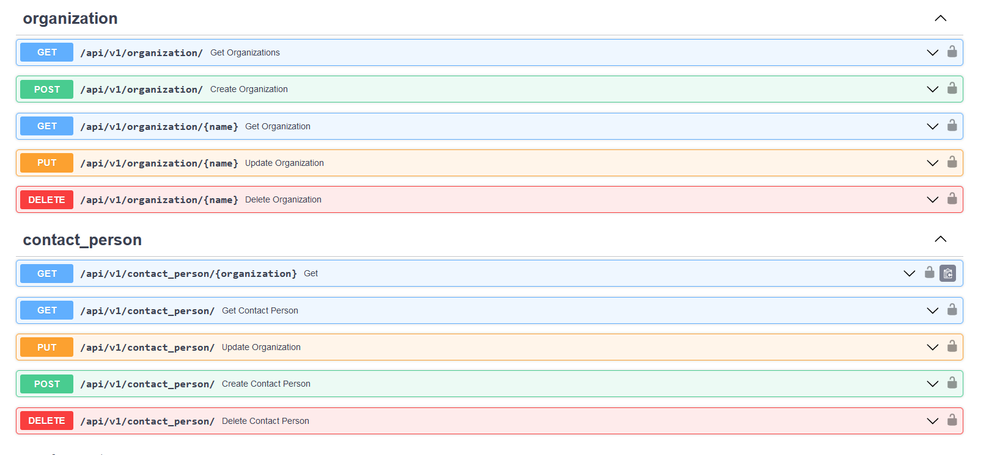 organization
GET /api/v1/organization/ Get Organizations
POST /api/v1/organization/ Create Organization
GET /api/v1/organization/{name} Get Organization
PUT /api/v1/organization/{name} Update Organization
DELETE /api/v1/organization/{name} Delete Organization
contact_person
GET /api/v1/contact_person/{organization} Get
GET /api/v1/contact_person/ Get Contact Person
PUT /api/v1/contact_person/ Update Organization
POST /api/v1/contact_person/ Create Contact Person
DELETE /api/v1/contact_person/ Delete Contact Person